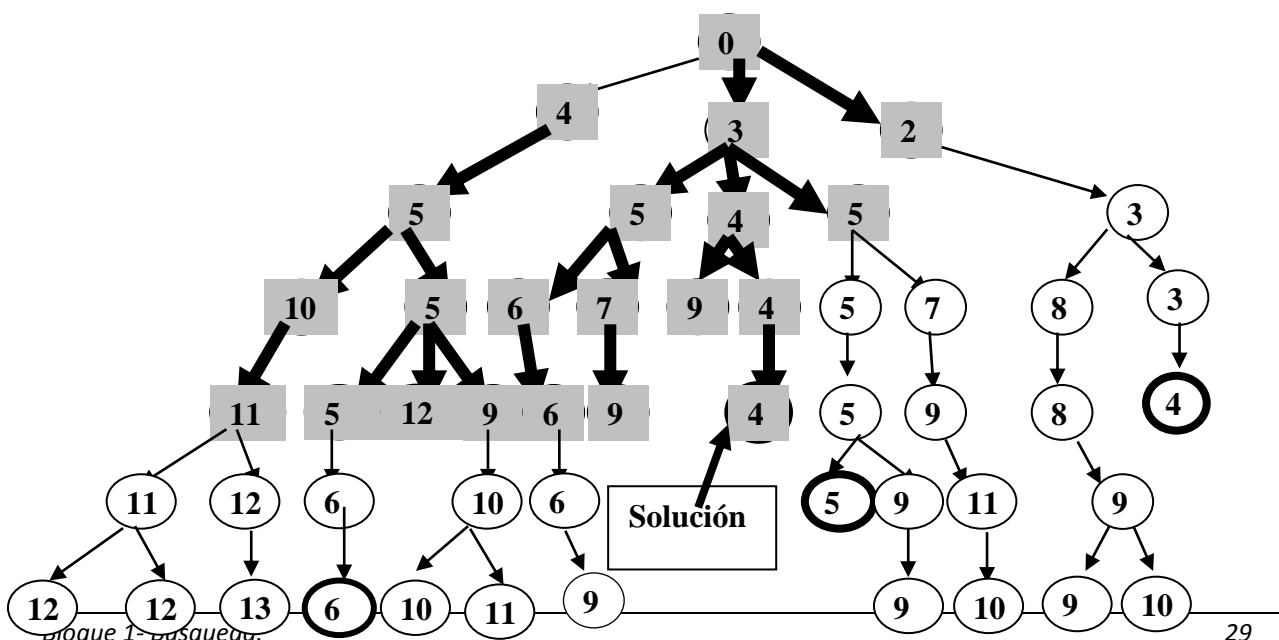 0
4 3 2
5 5 4 5 3
10 5 6 7 9 4 5 7 8 3
11 5 12 9 6 9 4 5 9 8 4
11 12 6 10 6 Solución 5 9 11 9
12 12 13 6 10 11 9 9 10 9 10
Bloque 1- Búsqueda. 29